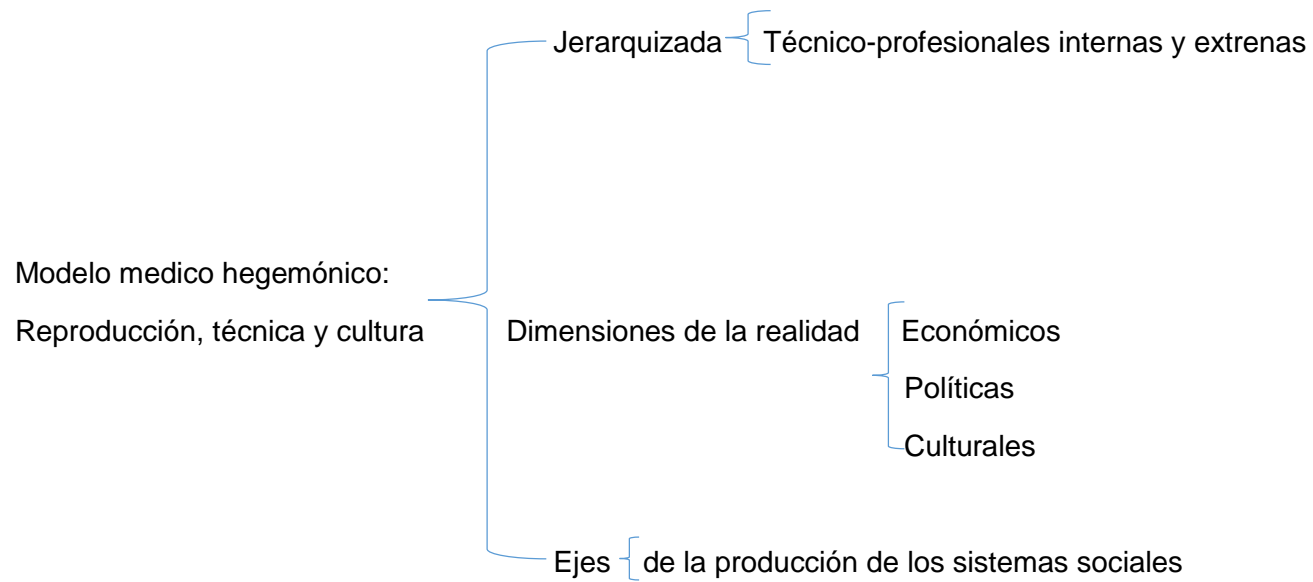 Jerarquizada Técnico-profesionales internas y extrenas
Modelo medico hegemónico:
Reproducción, técnica y cultura
Dimensiones de la realidad Económicos
Políticas
Culturales
Ejes de la producción de los sistemas sociales